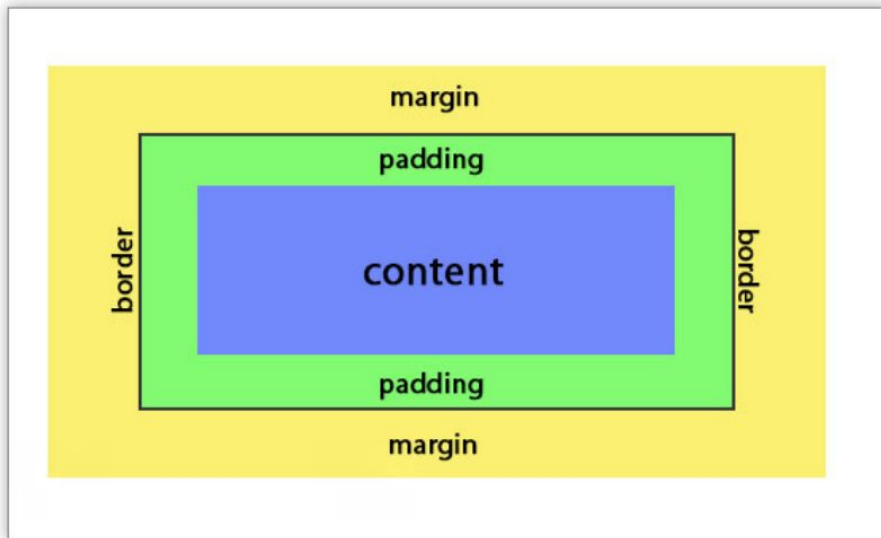 margin
padding
border
content
border
padding
margin